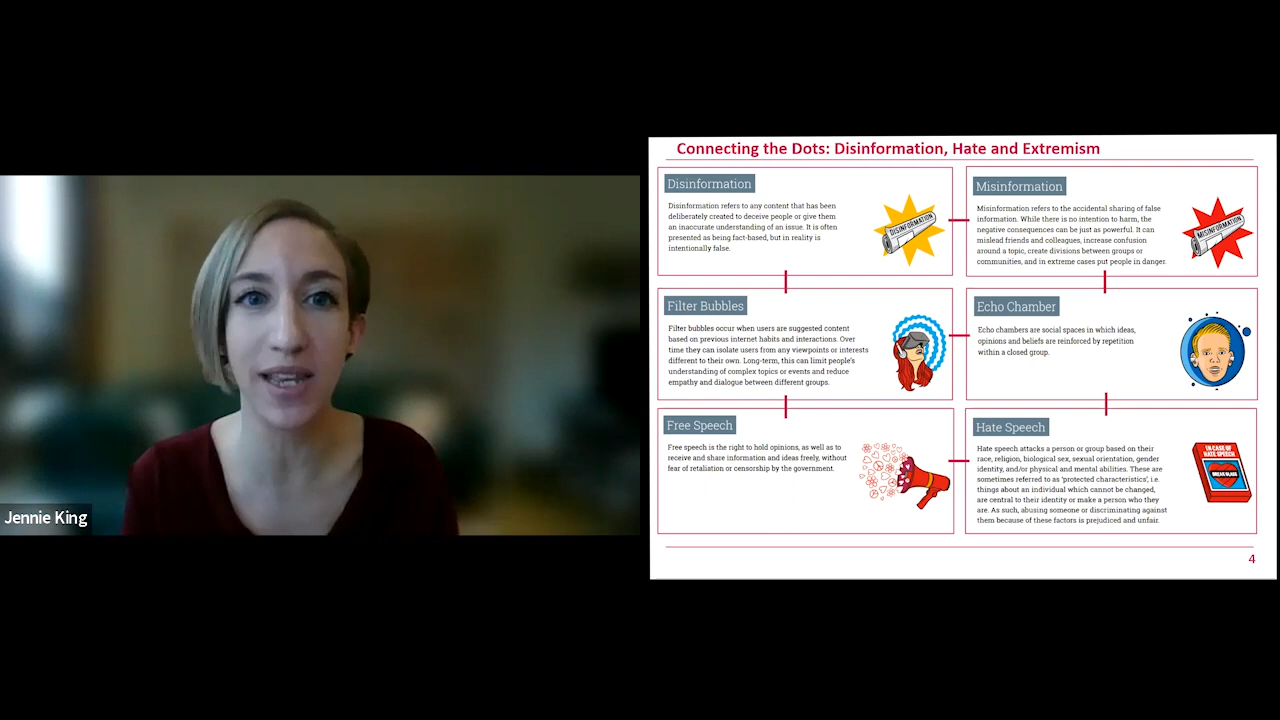 Jennie King
Connecting the Dots: Disinformation, Hate and Extremism
Disinformation
Disinformation refers to any content that has been
deliberately created to deceive people or give them
an inaccurate understanding of an issue. It is often
presented as being fact-based, but in reality is
intentionally false.
DISINFORMATION
Misinformation
Misinformation refers to the accidental sharing of false
information. While there is no intention to harm, the
negative consequences can be just as powerful. It can
mislead friends and colleagues, increase confusion
around a topic, create divisions between groups or
communities, and in extreme cases put people in danger.
MISINFORMATION
Filter Bubbles
Filter bubbles occur when users are suggested content
based on previous internet habits and interactions. Over
time they can isolate users from any viewpoints or interests
different to their own. Long-term, this can limit people's
understanding of complex topics or events and reduce
empathy and dialogue between different groups.
Echo Chamber
Echo chambers are social spaces in which ideas,
opinions and beliefs are reinforced by repetition
within a closed group.
Free Speech
Free speech is the right to hold opinions, as well as to
receive and share information and ideas freely, without
fear of retaliation or censorship by the government.
Hate Speech
Hate speech attacks a person or group based on their
race, religion, biological sex, sexual orientation, gender
identity, and/or physical and mental abilities. These are
sometimes referred to as 'protected characteristics', i.e.
things about an individual which cannot be changed,
are central to their identity or make a person who they
are. As such, abusing someone or discriminating against
them because of these factors is prejudiced and unfair.
IN CASE OF
HATE SPEECH
BREAK GLASS
4